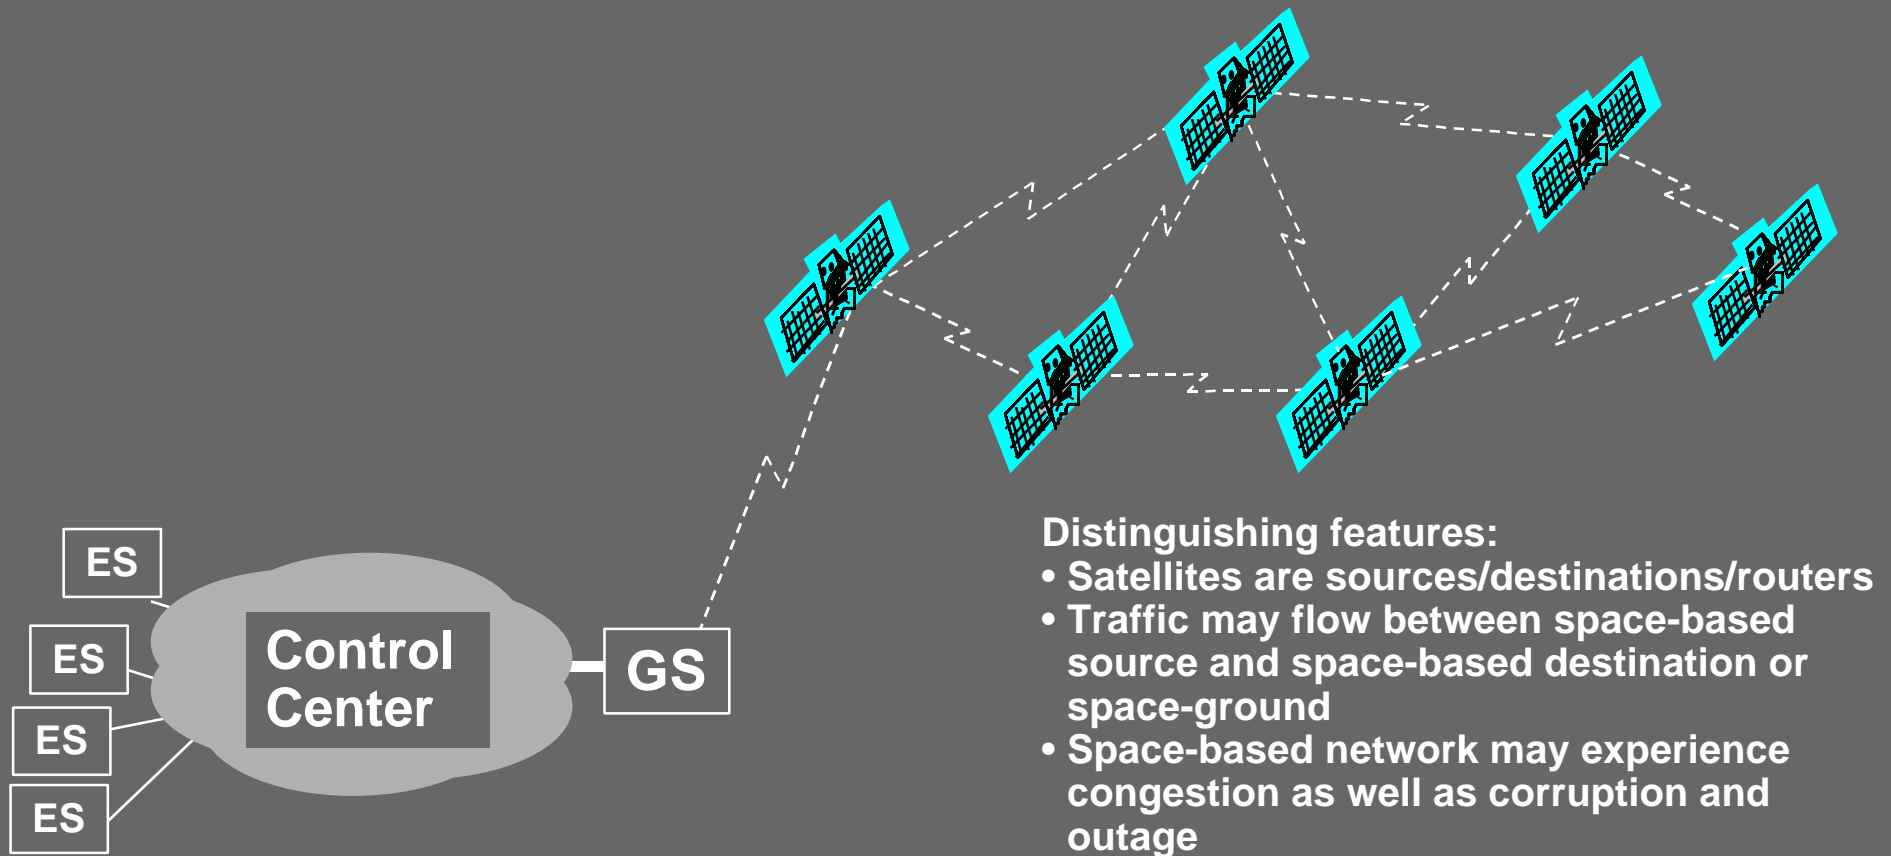 ES
ES
ES
ES
Control
Center
GS
Distinguishing features:
• Satellites are sources/destinations/routers
• Traffic may flow between space-based
source and space-based destination or
space-ground
• Space-based network may experience
congestion as well as corruption and
outage